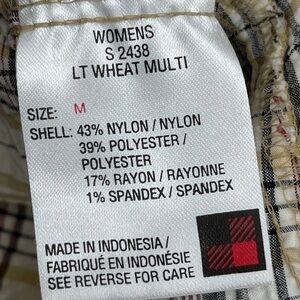 WOMENS
S 2438
LT WHEAT MULTI
SIZE: M
SHELL: 43% NYLON / NYLON
39% POLYESTER /
POLYESTER
17% RAYON / RAYONNE
1% SPANDEX / SPANDEX
MADE IN INDONESIA /
FABRIQUÉ EN INDONÉSIE
SEE REVERSE FOR CARE